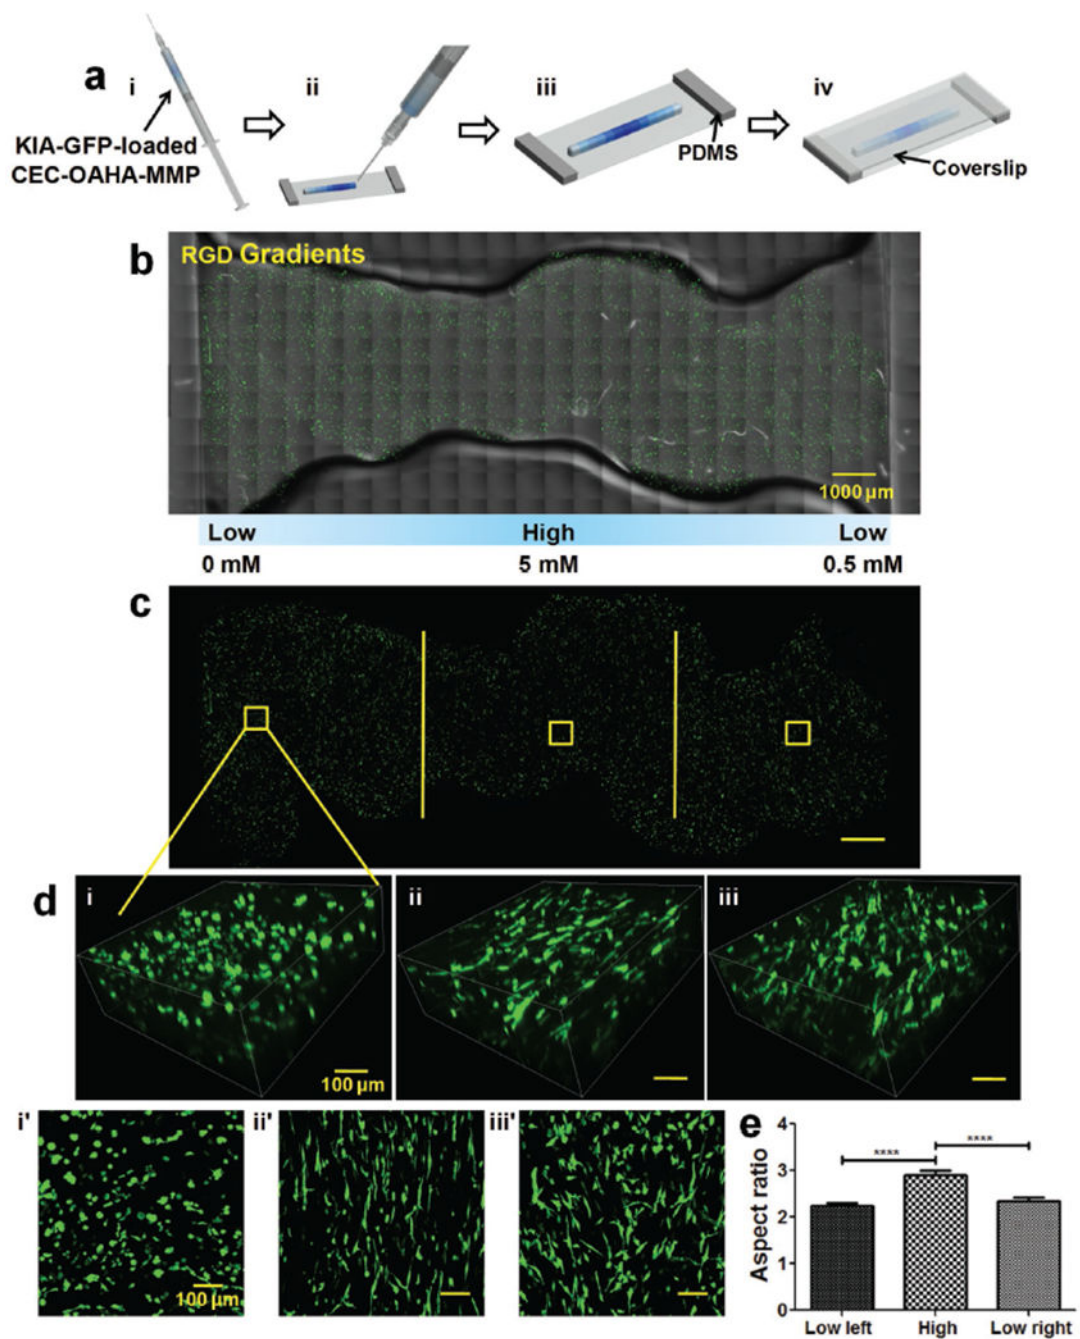 a
i
ii
iii
iv
KIA-GFP-loaded
CEC-OAHA-MMP
PDMS
Coverslip
b
RGD Gradients
1000 µm
Low High Low
0 mM 5 mM 0.5 mM
c
d
i
ii
iii
100 µm
i'
ii'
iii'
100 µm
e
Aspect ratio
4
3
2
1
0
****
****
Low left High Low right